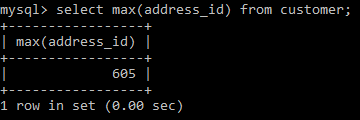 mysql> select max(address_id) from customer;
+-----------------+
| max(address_id) |
+-----------------+
|             605 |
+-----------------+
1 row in set (0.00 sec)